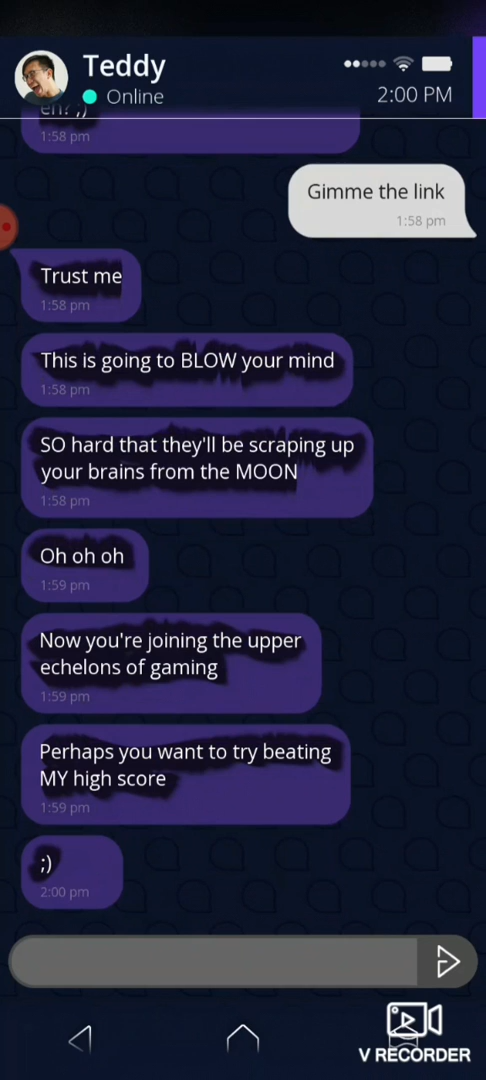 Teddy
Online
2:00 PM
eh? ;)
1:58 pm
Gimme the link
1:58 pm
Trust me
1:58 pm
This is going to BLOW your mind
1:58 pm
SO hard that they'll be scraping up
your brains from the MOON
1:58 pm
Oh oh oh
1:59 pm
Now you're joining the upper
echelons of gaming
1:59 pm
Perhaps you want to try beating
MY high score
1:59 pm
;)
2:00 pm
V RECORDER